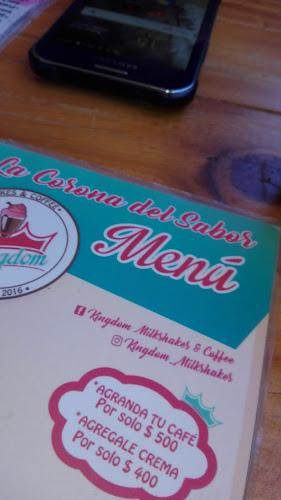 La Corona del Sabor
Menú
& COFFEE
2016
Kingdom Milkshakes & Coffee
Kingdom_Milkshakes
*AGRANDA TU CAFÉ
Por solo $ 500
*AGREGALE CREMA
Por solo $ 400